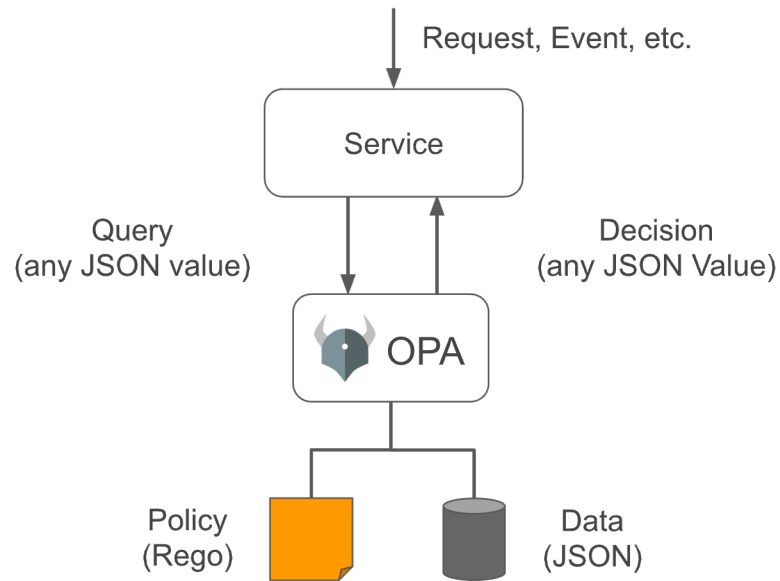 Request, Event, etc.
Service
Query
(any JSON value)
Decision
(any JSON Value)
OPA
Policy
(Rego)
Data
(JSON)